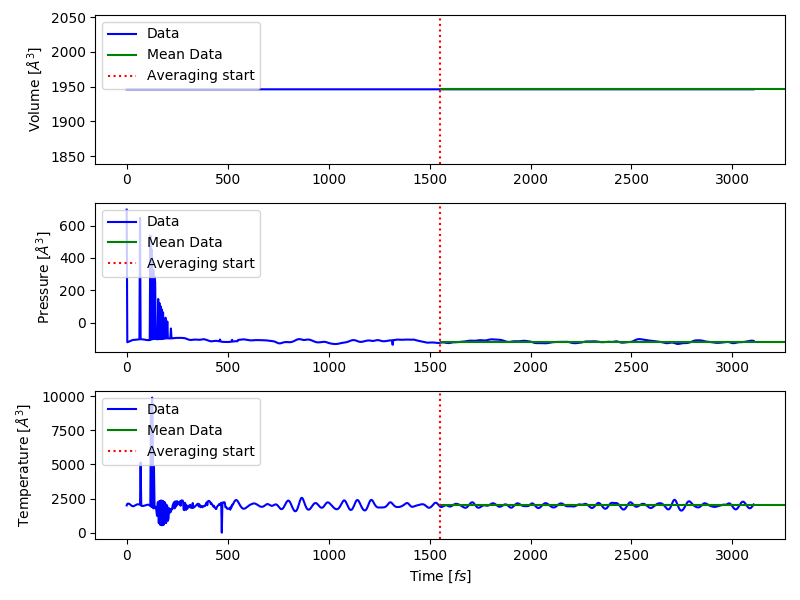 2050
2000
1950
1900
1850
Volume [Å³]
Data
Mean Data
Averaging start
0 500 1000 1500 2000 2500 3000
600
400
200
0
Pressure [Å³]
Data
Mean Data
Averaging start
0 500 1000 1500 2000 2500 3000
10000
7500
5000
2500
0
Temperature [Å³]
Data
Mean Data
Averaging start
0 500 1000 1500 2000 2500 3000
Time [fs]